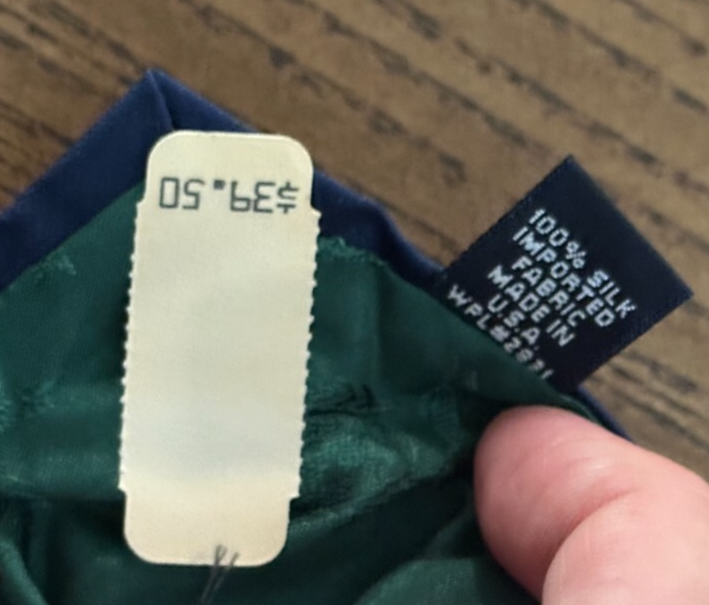 $39.50
100% SILK
IMPORTED
FABRIC
MADE IN
U.S.A.